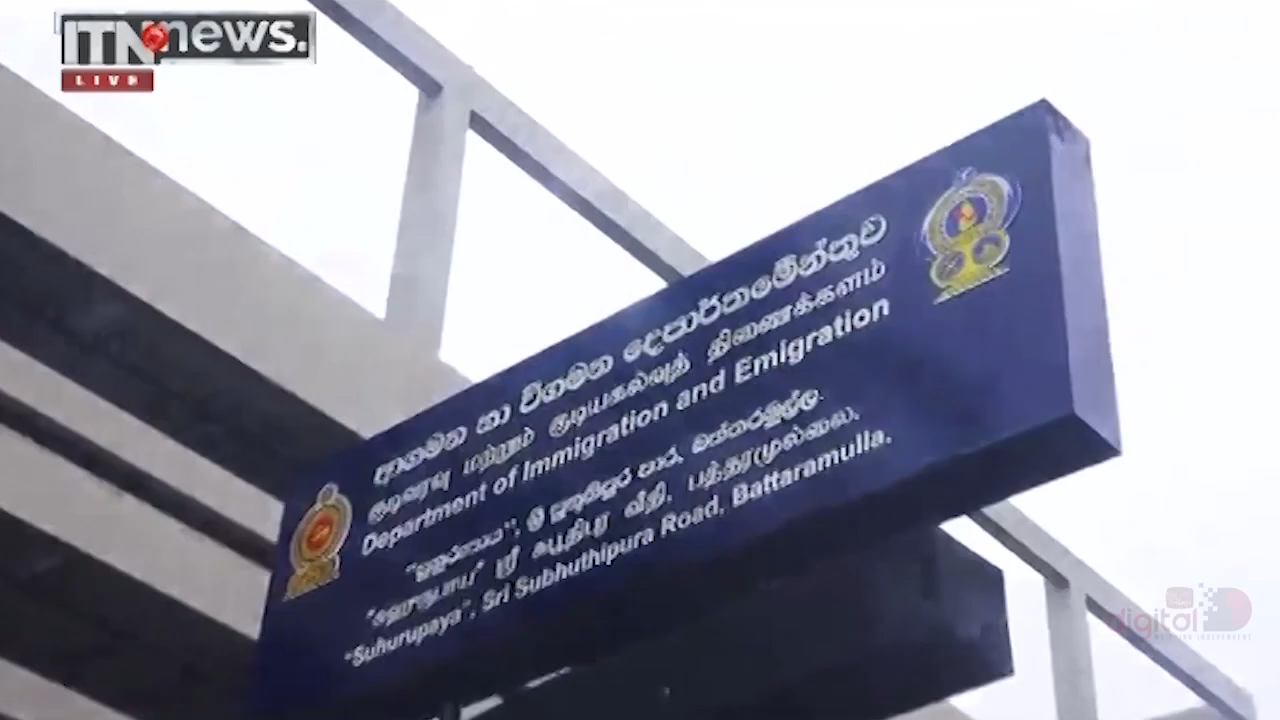 ITN news.
LIVE
ආගමන හා විගමන දෙපාර්තමේන්තුව
குடிவரவு மற்றும் குடியகல்வுத் திணைக்களம்
Department of Immigration and Emigration
"සුහුරුපාය", ශ්‍රී සුභූතිපුර පාර, බත්තරමුල්ල.
"ஸுஹுருபாய" ஸ்ரீ சுபூதிபுர வீதி, பத்தரமுல்லை,
"Suhurupaya", Sri Subhuthipura Road, Battaramulla.
digital